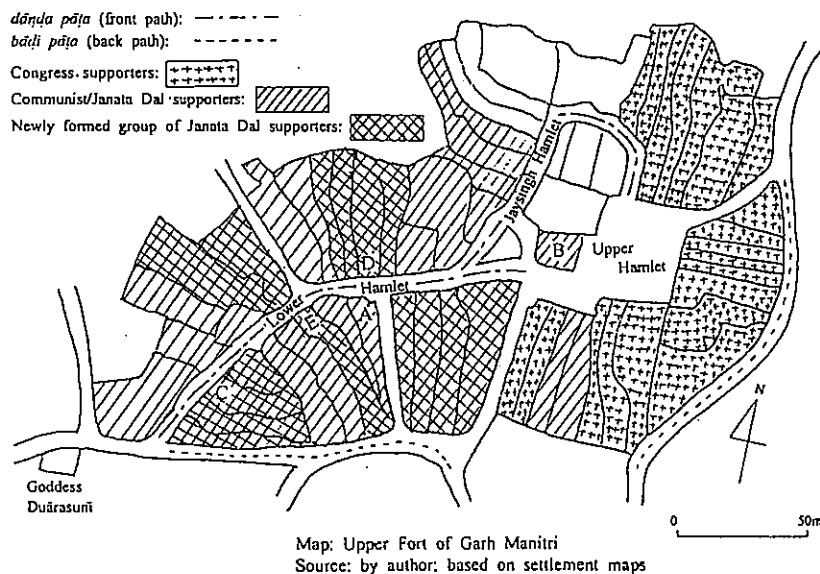 dāṇḍa pāṭa (front path):
bāḍi pāṭa (back path):
Congress supporters:
Communist/Janata Dal supporters:
Newly formed group of Janata Dal supporters:
Jaysingh Hamlet
B
Upper
Hamlet
D
Lower Hamlet
A
E
C
N
Goddess
Duārasuṇī
0 50m
Map: Upper Fort of Garh Manitri
Source: by author; based on settlement maps